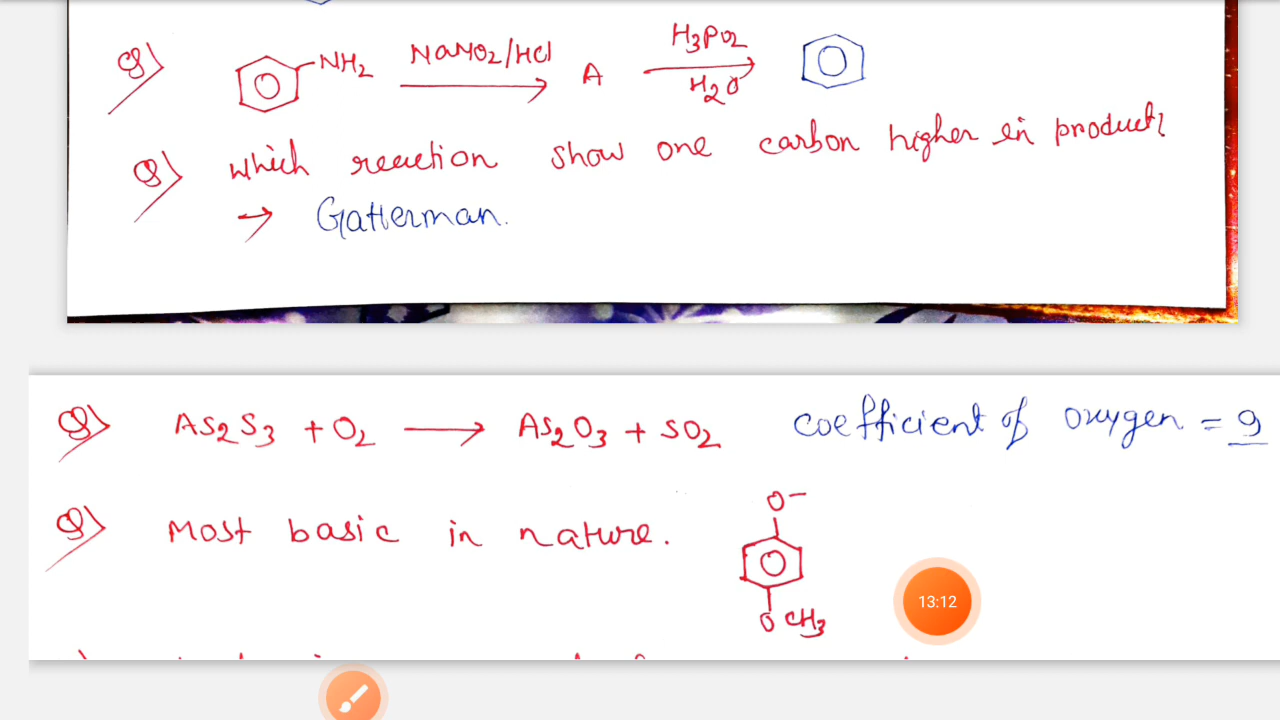 Q) -NH2 NaNO2/HCl A H3PO2 H2O
Q) which reaction show one carbon higher in product?
→ Gatterman.
Q) AS2S3 + O2 → AS2O3 + SO2 coefficient of oxygen = 9
Q) Most basic in nature. O-
OCH3
13:12